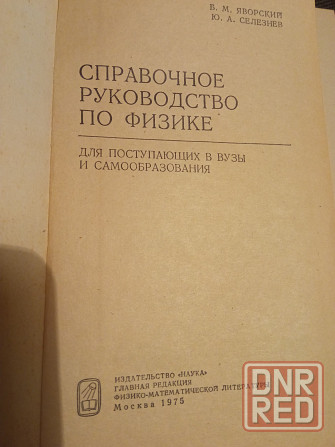 Б. М. ЯВОРСКИЙ
Ю. А. СЕЛЕЗНЕВ
СПРАВОЧНОЕ
РУКОВОДСТВО
ПО ФИЗИКЕ
ДЛЯ ПОСТУПАЮЩИХ В ВУЗЫ
И САМООБРАЗОВАНИЯ
ИЗДАТЕЛЬСТВО «НАУКА»
ГЛАВНАЯ РЕДАКЦИЯ
ФИЗИКО-МАТЕМАТИЧЕСКОЙ ЛИТЕРАТУРЫ
Москва 1975
DNR
RED